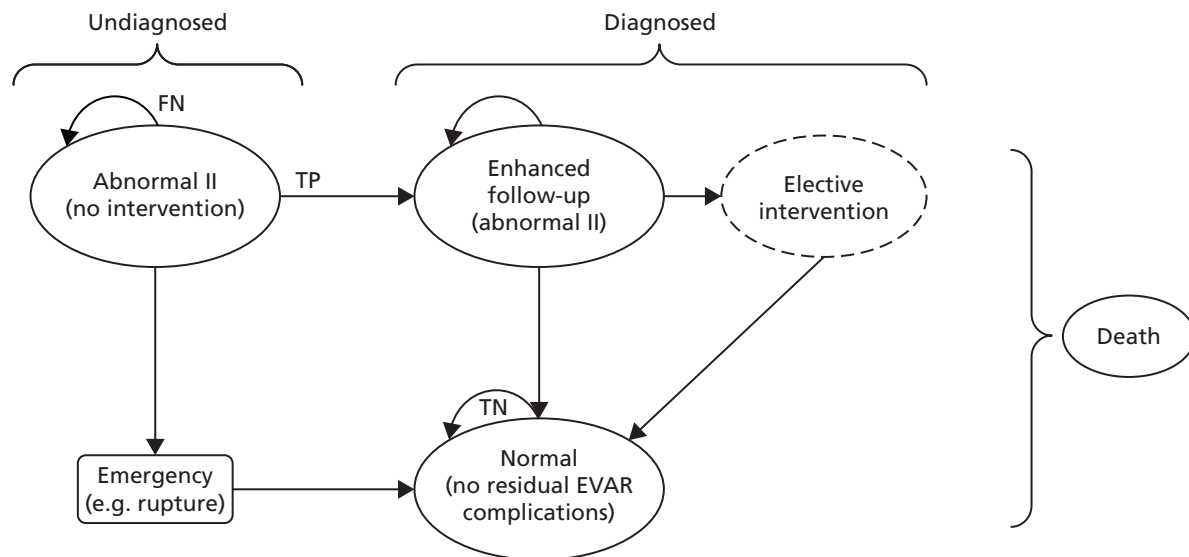 Undiagnosed
Diagnosed
FN
Abnormal II
(no intervention)
TP
Enhanced
follow-up
(abnormal II)
Elective
intervention
Death
TN
Emergency
(e.g. rupture)
Normal
(no residual EVAR
complications)